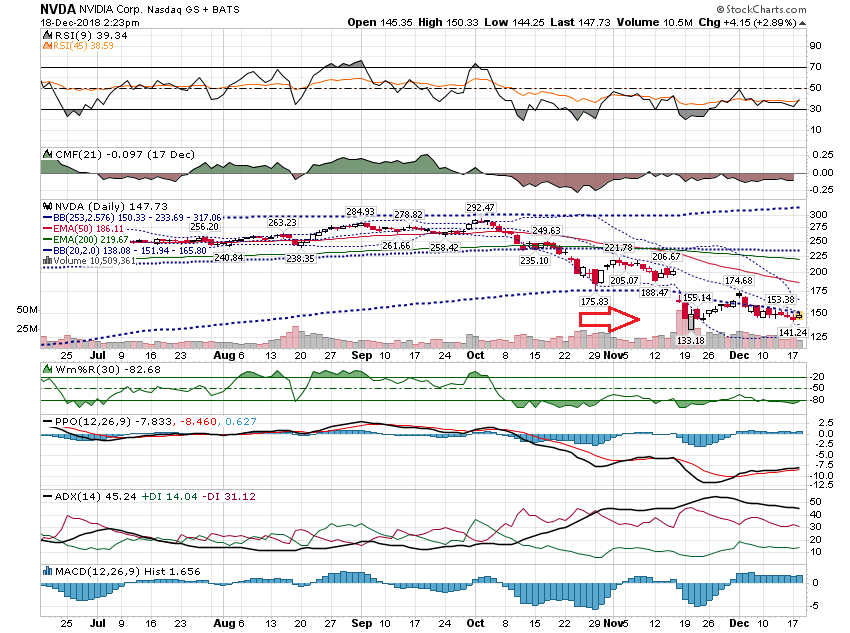 NVDA NVIDIA Corp. Nasdaq GS + BATS © StockCharts.com
18-Dec-2018 2:23pm Open 145.35 High 150.33 Low 144.25 Last 147.73 Volume 10.5M Chg +4.15 (+2.89%)
RSI(9) 39.34
RSI(45) 38.59
90
70
50
30
10
CMF(21) -0.097 (17 Dec)
0.25
0.00
-0.25
NVDA (Daily) 147.73
BB(253,2.576) 150.33 - 233.69 - 317.06
EMA(50) 186.11
EMA(200) 219.67
BB(20,2.0) 138.08 - 151.94 - 165.80
Volume 10,509,361
256.20 263.23 284.93 278.82 292.47 249.63 221.78 206.67 174.68 153.38
240.84 238.35 261.66 258.42 235.10 175.83 205.07 188.47 155.14 133.18 141.24
300
275
250
225
200
175
150
125
50M
25M
25 Jul 9 16 23 Aug 6 13 20 27 Sep 10 17 24 Oct 8 15 22 29 Nov 5 12 19 26 Dec 10 17
Wm%R(30) -82.68
-20
-50
-80
PPO(12,26,9) -7.833, -8.460, 0.627
2.5
0.0
-2.5
-5.0
-7.5
-10.0
-12.5
ADX(14) 45.24 +DI 14.04 -DI 31.12
50
40
30
20
10
MACD(12,26,9) Hist 1.656
0
-5
25 Jul 9 16 23 Aug 6 13 20 27 Sep 10 17 24 Oct 8 15 22 29 Nov 5 12 19 26 Dec 10 17